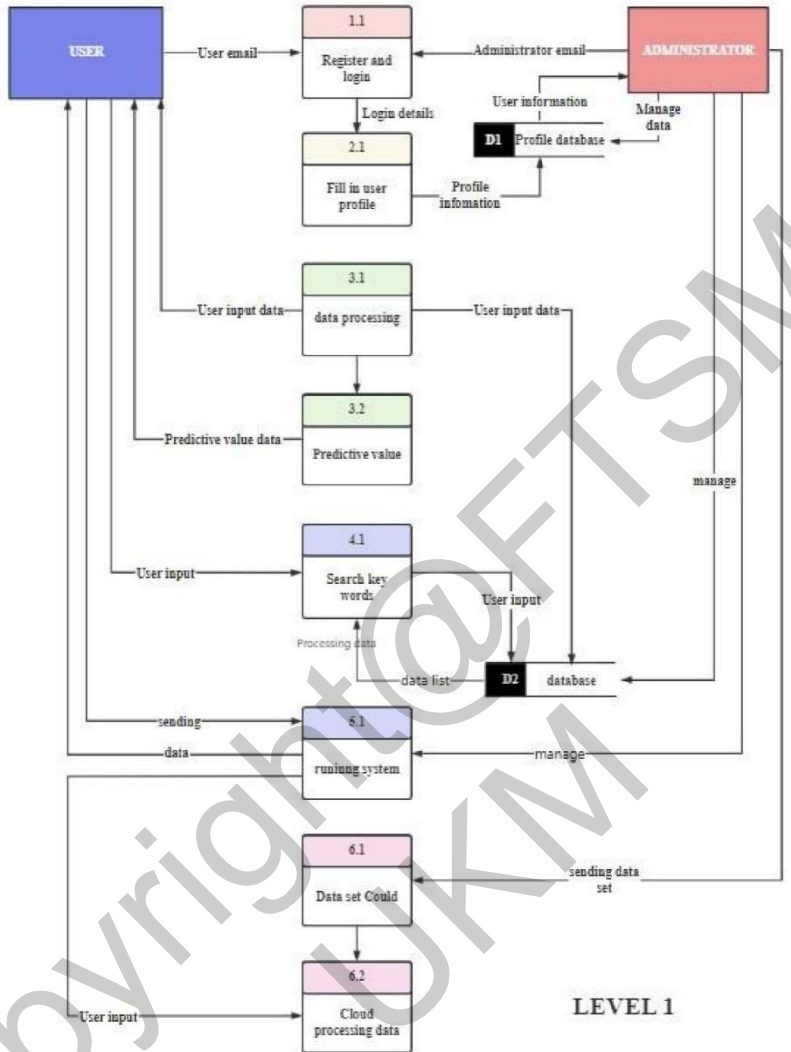 1.1
USER
User email
Register and
login
Administrator email
ADMINISTRATOR
User information
Manage
data
Login details
2.1
D1
Profile database
Fill in user
profile
Profile
infomation
3.1
User input data
data processing
User input data
3.2
Predictive value data
Predictive value
manage
4.1
User input
Search key
words
User input
Processing data
data list
D2
database
sending
5.1
data
runinng system
manage
6.1
Data set Could
sending data
set
6.2
User input
Cloud
processing data
LEVEL 1
pyright@FTSM
UKM